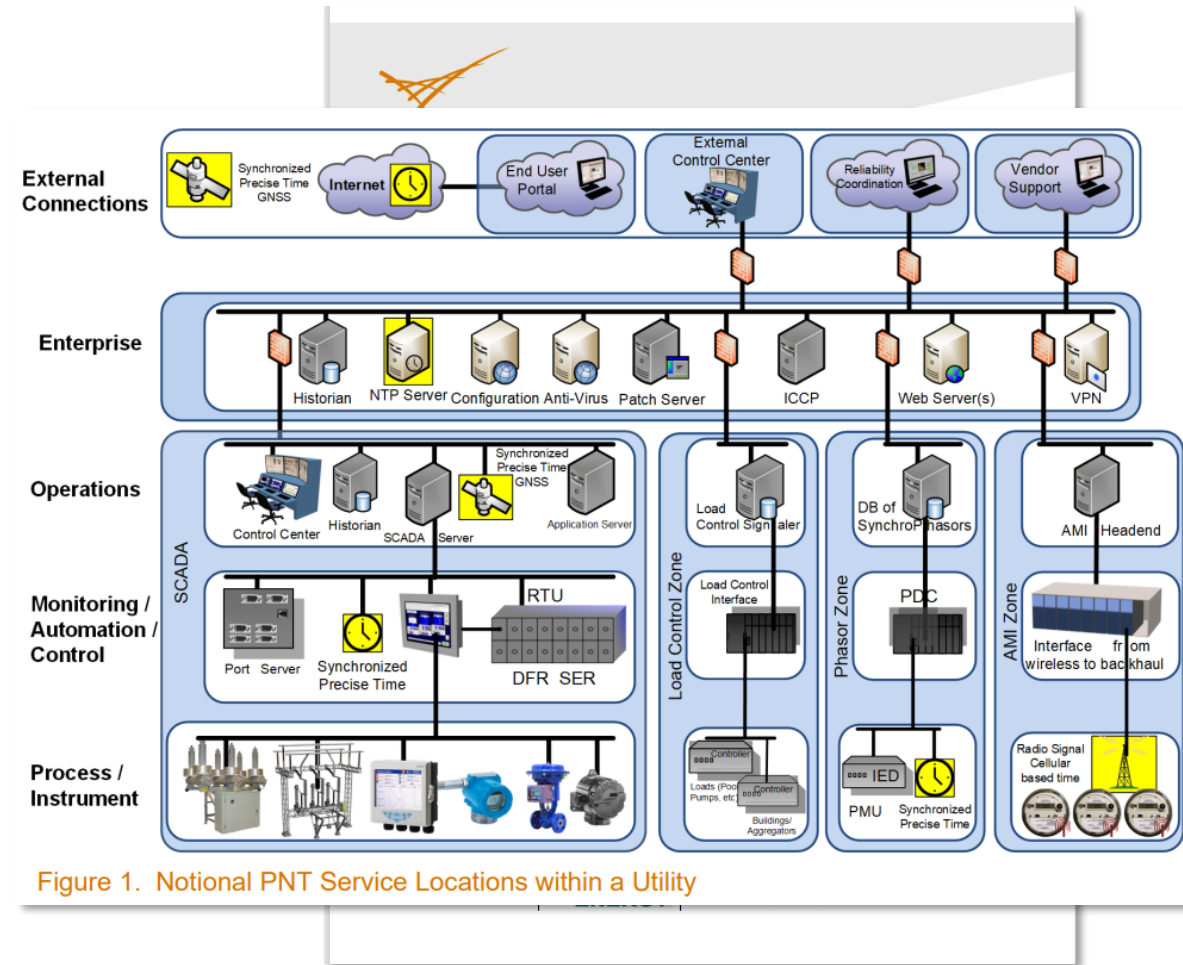 External
Connections
Synchronized
Precise Time
GNSS
Internet
End User
Portal
External
Control Center
Reliability
Coordination
Vendor
Support
Enterprise
Historian
NTP Server
Configuration
Anti-Virus
Patch Server
ICCP
Web Server(s)
VPN
Operations
Control Center
Historian
SCADA Server
Synchronized
Precise Time
GNSS
Application Server
Load
Control Signaler
DB of
SynchroPhasors
AMI Headend
SCADA
Load Control Zone
Phasor Zone
AMI Zone
Monitoring /
Automation /
Control
Port Server
Synchronized
Precise Time
RTU
DFR SER
Load Control
Interface
PDC
Interface from
wireless to backhaul
Process /
Instrument
Controller
Loads (Pool
Pumps, etc)
Controller
Buildings/
Aggregators
IED
PMU
Synchronized
Precise Time
Radio Signal
Cellular
based time
Figure 1. Notional PNT Service Locations within a Utility